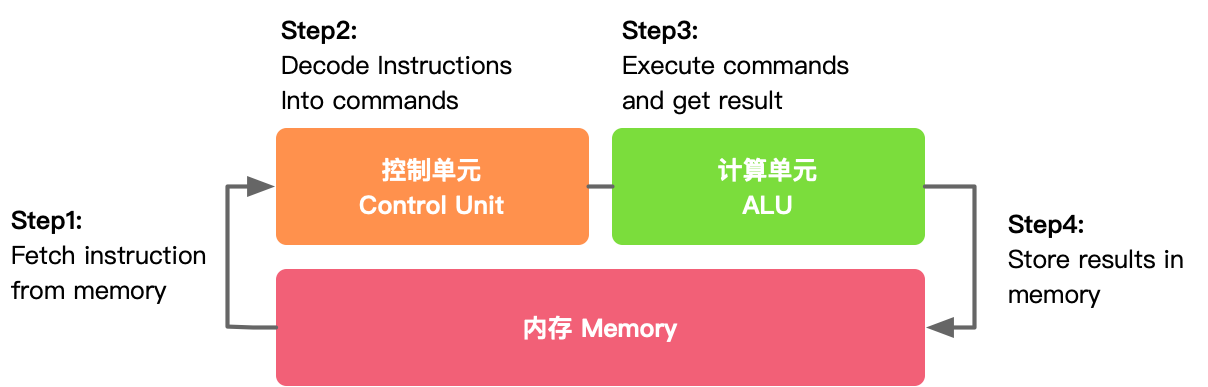 Step2:
Decode Instructions
Into commands
Step3:
Execute commands
and get result
控制单元
Control Unit
计算单元
ALU
Step1:
Fetch instruction
from memory
Step4:
Store results in
memory
内存 Memory